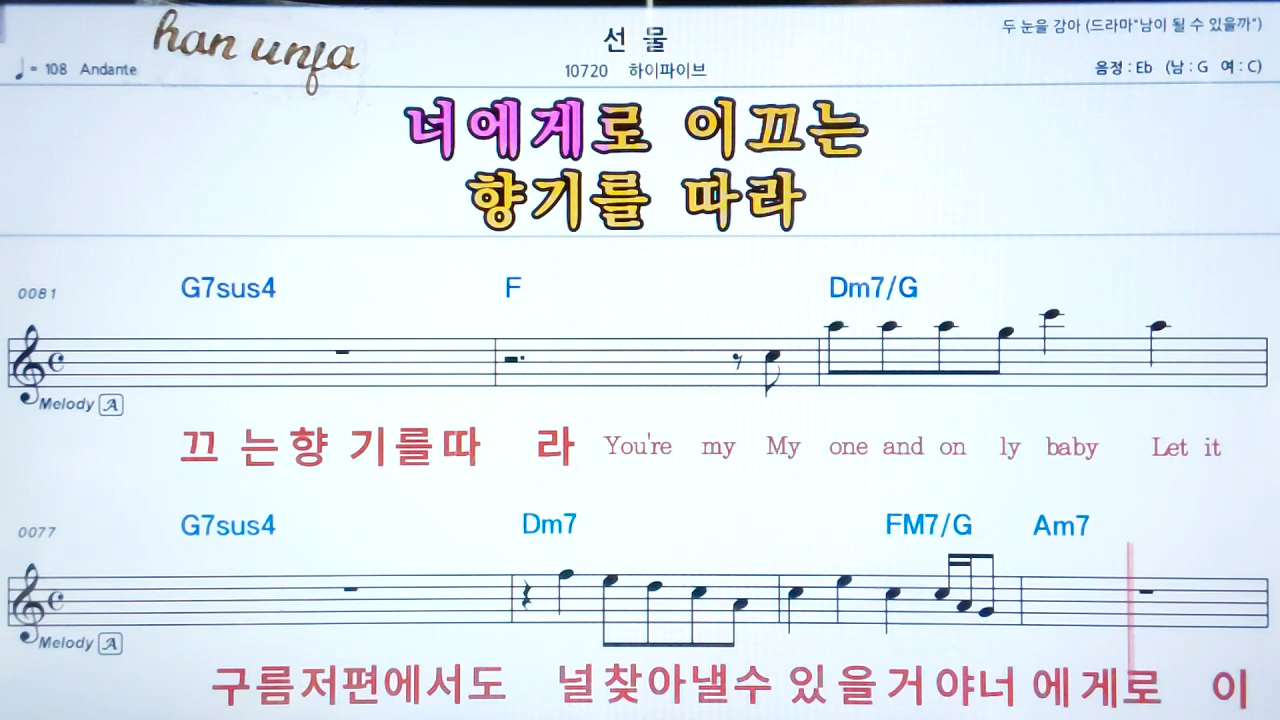 han unja
선 물
두 눈을 감아 (드라마"남이 될 수 있을까")
♩= 108 Andante
10720 하이파이브
음정 : Eb (남 : G 여 : C)
너에게로 이끄는
향기를 따라
0081 G7sus4 F Dm7/G
Melody A
끄 는 향 기를따 라 You're my My one and on ly baby Let it
0077 G7sus4 Dm7 FM7/G Am7
Melody A
구름저편에서도 널찾아낼수 있 을 거 야너 에게로 이